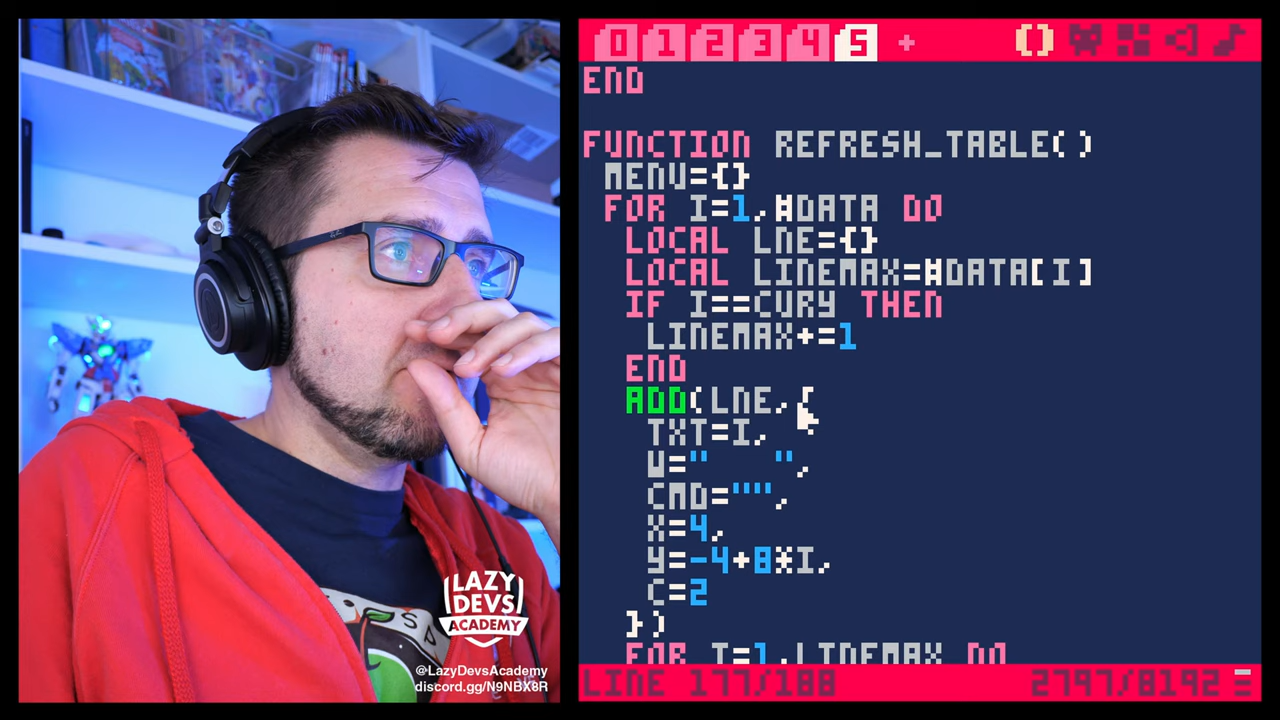 LAZY
DEVS
ACADEMY
@LazyDevsAcademy
discord.gg/N9NBX8R
0 1 2 3 4 5 +
END
FUNCTION REFRESH_TABLE()
MENU={}
FOR I=1,#DATA DO
LOCAL LNE={}
LOCAL LINEMAX=#DATA[I]
IF I==CURY THEN
LINEMAX+=1
END
ADD(LNE,{
TXT=I,
W="    ",
CMD="",
X=4,
Y=-4+8*I,
C=2
})
FOR J=1,LINEMAX DO
LINE 177/188
2797/8192